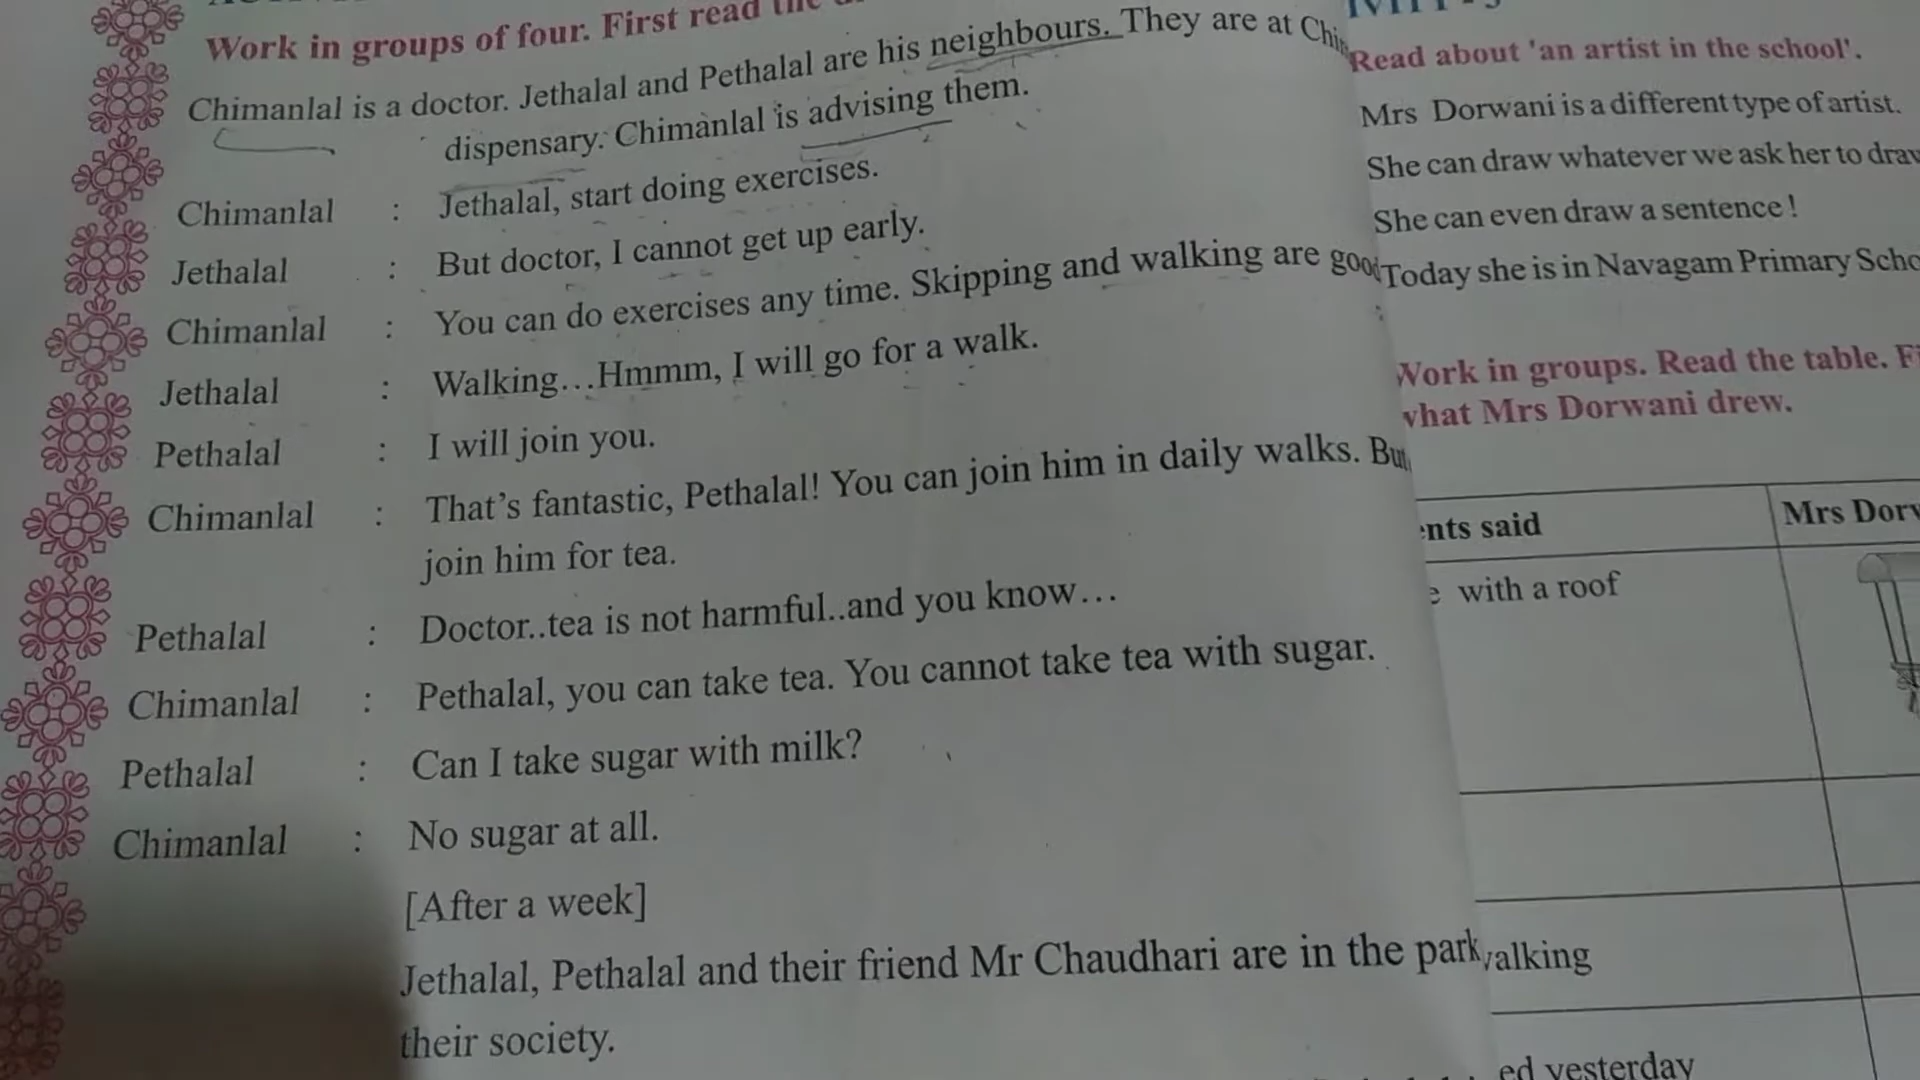 Work in groups of four. First read the
Chimanlal is a doctor. Jethalal and Pethalal are his neighbours. They are at
dispensary. Chimanlal is advising them.
Chimanlal : Jethalal, start doing exercises.
Jethalal : But doctor, I cannot get up early.
Chimanlal : You can do exercises any time. Skipping and walking are good
Jethalal : Walking...Hmmm, I will go for a walk.
Pethalal : I will join you.
Chimanlal : That's fantastic, Pethalal! You can join him in daily walks. But
join him for tea.
Pethalal : Doctor..tea is not harmful..and you know...
Chimanlal : Pethalal, you can take tea. You cannot take tea with sugar.
Pethalal : Can I take sugar with milk?
Chimanlal : No sugar at all.
[After a week]
Jethalal, Pethalal and their friend Mr Chaudhari are in the park
their society.
Read about 'an artist in the school'.
Mrs Dorwani is a different type of artist.
She can draw whatever we ask her to draw
She can even draw a sentence !
Today she is in Navagam Primary
Work in groups. Read the table.
what Mrs Dorwani drew.
said
Mrs
with a roof
walking
yesterday